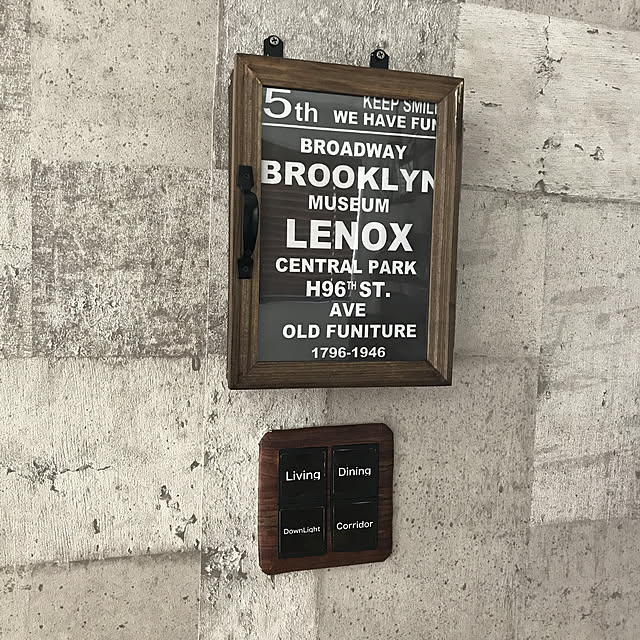 5th
KEEP SMILI
WE HAVE FUN
BROADWAY
BROOKLYN
MUSEUM
LENOX
CENTRAL PARK
H96TH ST.
AVE
OLD FUNITURE
1796-1946
Living
Dining
DownLight
Corridor